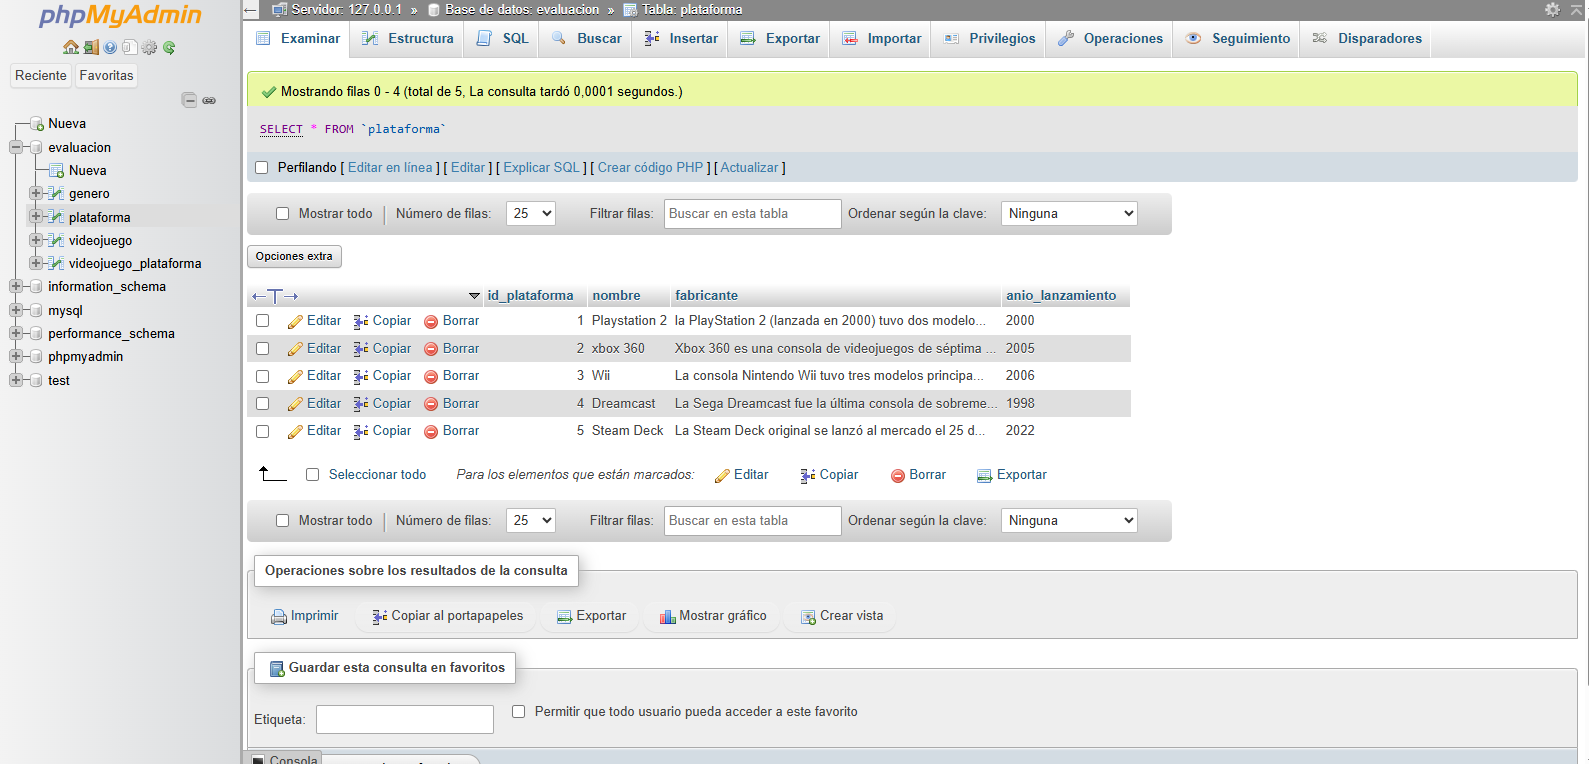 phpMyAdmin
Reciente Favoritas
Nueva
evaluacion
Nueva
genero
plataforma
videojuego
videojuego_plataforma
information_schema
mysql
performance_schema
phpmyadmin
test
Servidor: 127.0.0.1 » Base de datos: evaluacion » Tabla: plataforma
Examinar Estructura SQL Buscar Insertar Exportar Importar Privilegios Operaciones Seguimiento Disparadores
Mostrando filas 0 - 4 (total de 5, La consulta tardó 0,0001 segundos.)
SELECT * FROM `plataforma`
Perfilando [ Editar en línea ] [ Editar ] [ Explicar SQL ] [ Crear código PHP ] [ Actualizar ]
Mostrar todo | Número de filas: 25 Filtrar filas: Buscar en esta tabla Ordenar según la clave: Ninguna
Opciones extra
←T→ id_plataforma nombre fabricante anio_lanzamiento
Editar Copiar Borrar 1 Playstation 2 la PlayStation 2 (lanzada en 2000) tuvo dos modelo... 2000
Editar Copiar Borrar 2 xbox 360 Xbox 360 es una consola de videojuegos de séptima ... 2005
Editar Copiar Borrar 3 Wii La consola Nintendo Wii tuvo tres modelos principa... 2006
Editar Copiar Borrar 4 Dreamcast La Sega Dreamcast fue la última consola de sobreme... 1998
Editar Copiar Borrar 5 Steam Deck La Steam Deck original se lanzó al mercado el 25 d... 2022
Seleccionar todo Para los elementos que están marcados: Editar Copiar Borrar Exportar
Mostrar todo | Número de filas: 25 Filtrar filas: Buscar en esta tabla Ordenar según la clave: Ninguna
Operaciones sobre los resultados de la consulta
Imprimir Copiar al portapapeles Exportar Mostrar gráfico Crear vista
Guardar esta consulta en favoritos
Etiqueta: Permitir que todo usuario pueda acceder a este favorito
Consola